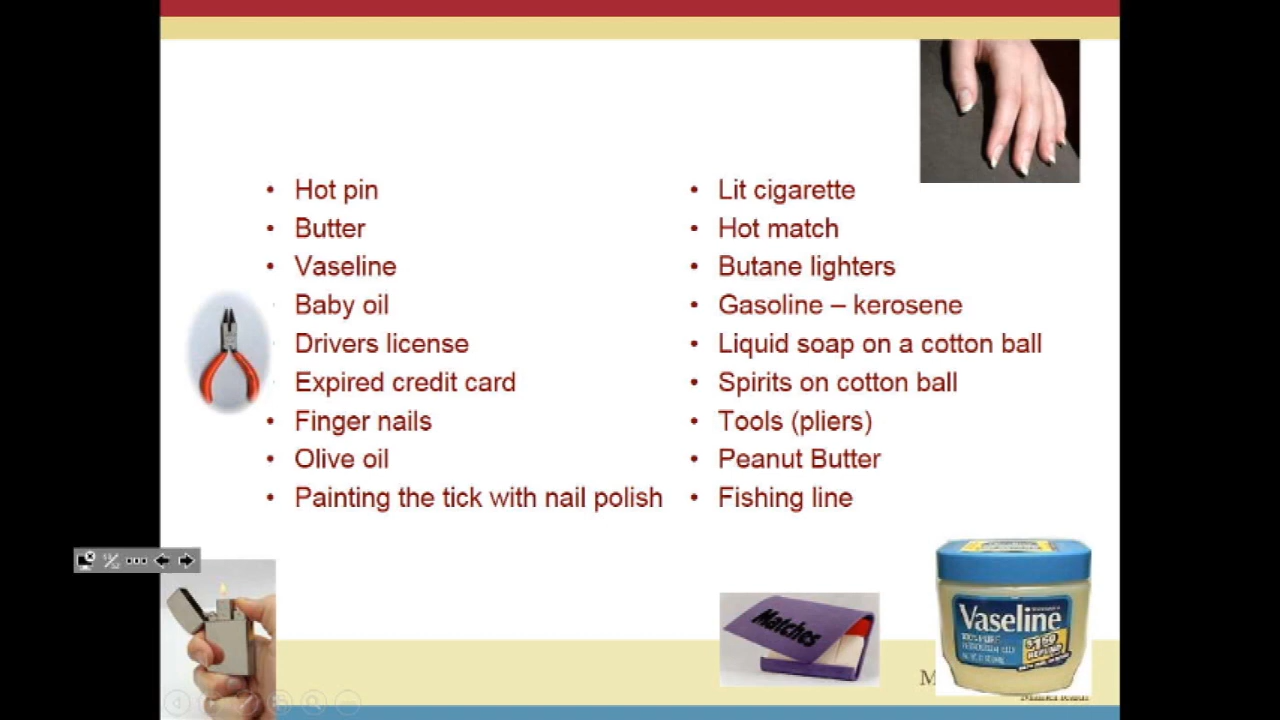 Hot pin
Butter
Vaseline
Baby oil
Drivers license
Expired credit card
Finger nails
Olive oil
Painting the tick with nail polish
Lit cigarette
Hot match
Butane lighters
Gasoline – kerosene
Liquid soap on a cotton ball
Spirits on cotton ball
Tools (pliers)
Peanut Butter
Fishing line
Matches
Vaseline
M